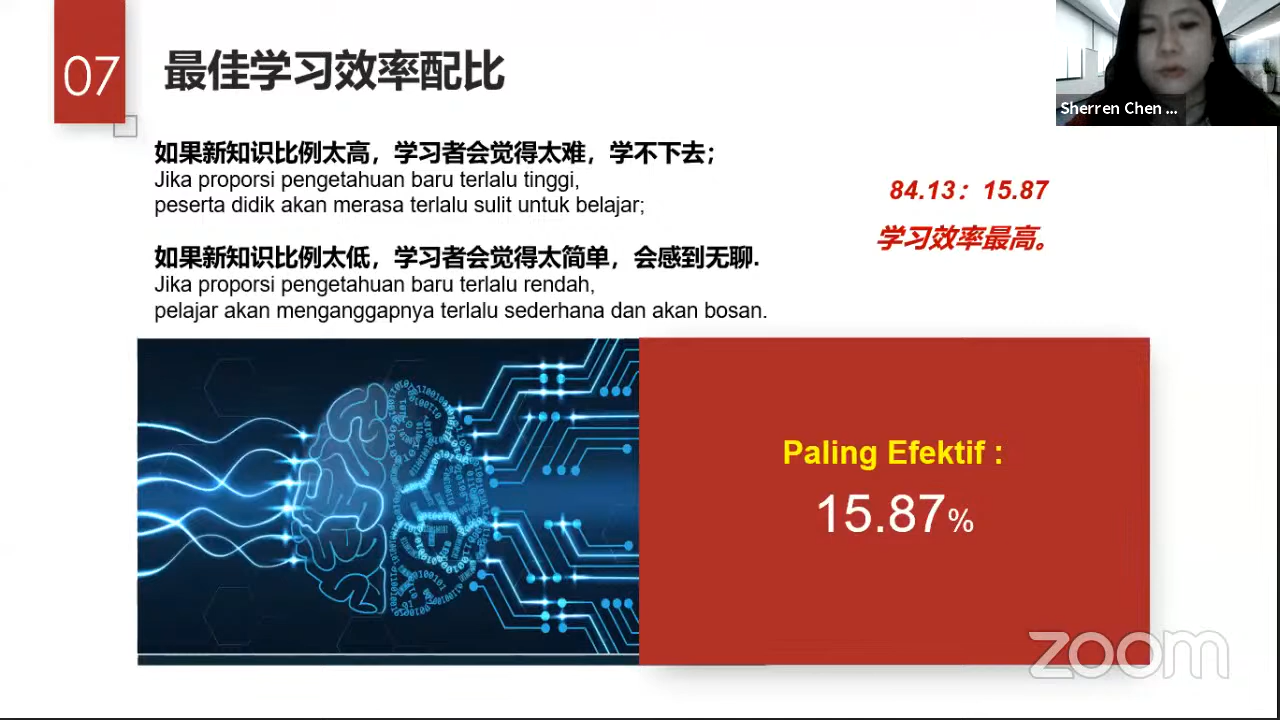 07
最佳学习效率配比
Sherren Chen ...
如果新知识比例太高，学习者会觉得太难，学不下去；
Jika proporsi pengetahuan baru terlalu tinggi,
peserta didik akan merasa terlalu sulit untuk belajar;
84.13：15.87
学习效率最高。
如果新知识比例太低，学习者会觉得太简单，会感到无聊.
Jika proporsi pengetahuan baru terlalu rendah,
pelajar akan menganggapnya terlalu sederhana dan akan bosan.
Paling Efektif :
15.87%
zoom